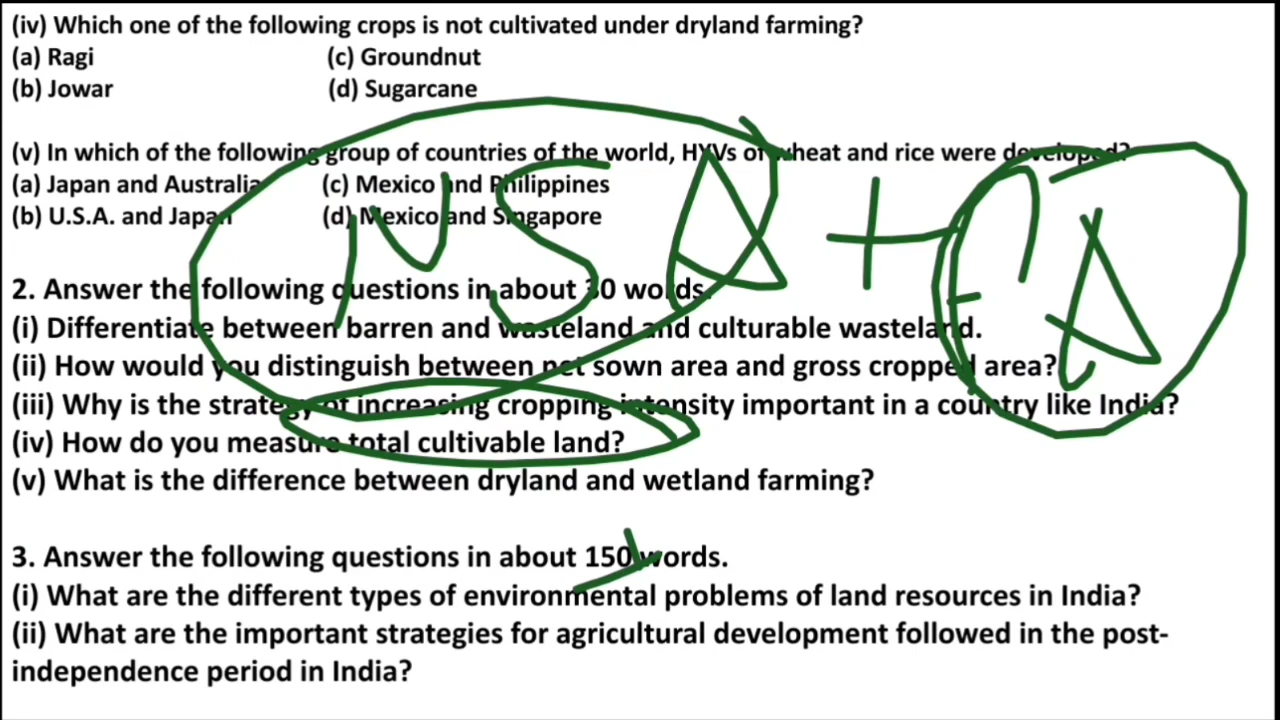 (iv) Which one of the following crops is not cultivated under dryland farming?
(a) Ragi (c) Groundnut
(b) Jowar (d) Sugarcane
(v) In which of the following group of countries of the world, HYVs of wheat and rice were developed?
(a) Japan and Australia (c) Mexico and Philippines
(b) U.S.A. and Japan (d) Mexico and Singapore
NSA +
2. Answer the following questions in about 30 words.
(i) Differentiate between barren and wasteland and culturable wasteland.
(ii) How would you distinguish between net sown area and gross cropped area?
(iii) Why is the strategy of increasing cropping intensity important in a country like India?
(iv) How do you measure total cultivable land?
(v) What is the difference between dryland and wetland farming?
3. Answer the following questions in about 150 words.
(i) What are the different types of environmental problems of land resources in India?
(ii) What are the important strategies for agricultural development followed in the post-
independence period in India?